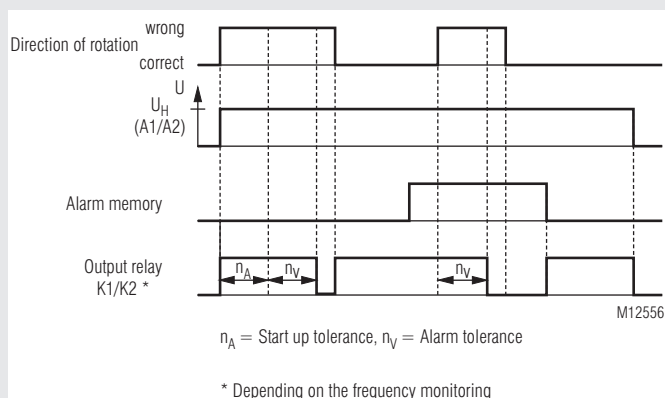 wrong
Direction of rotation
correct
U
U_H
(A1/A2)
Alarm memory
Output relay
K1/K2 *
n_A
n_V
n_V
M12556
n_A = Start up tolerance, n_V = Alarm tolerance
* Depending on the frequency monitoring